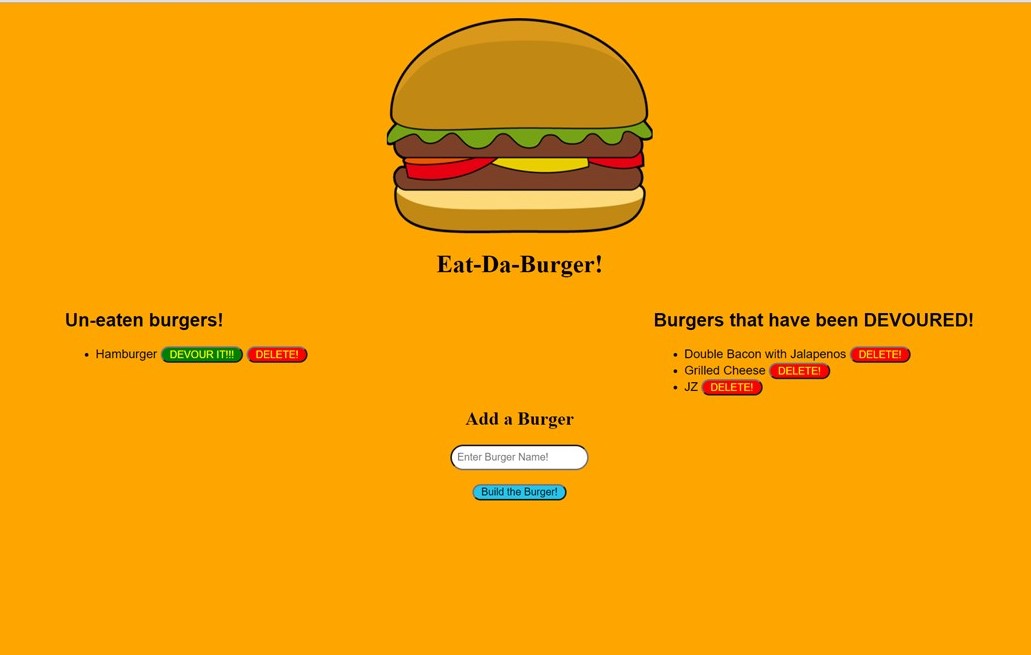 Eat-Da-Burger!
Un-eaten burgers!
Hamburger DEVOUR IT!!! DELETE!
Burgers that have been DEVOURED!
Double Bacon with Jalapenos DELETE!
Grilled Cheese DELETE!
JZ DELETE!
Add a Burger
Enter Burger Name!
Build the Burger!